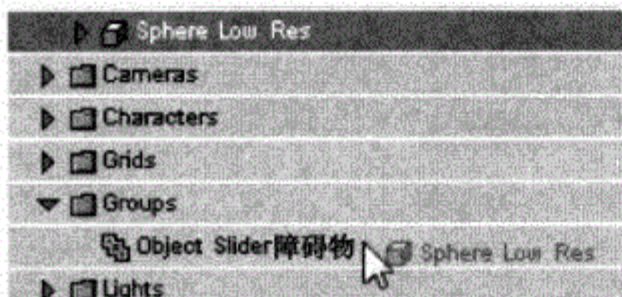 Sphere Low Res
Cameras
Characters
Grids
Groups
Object Slider障碍物 Sphere Low Res
Lights